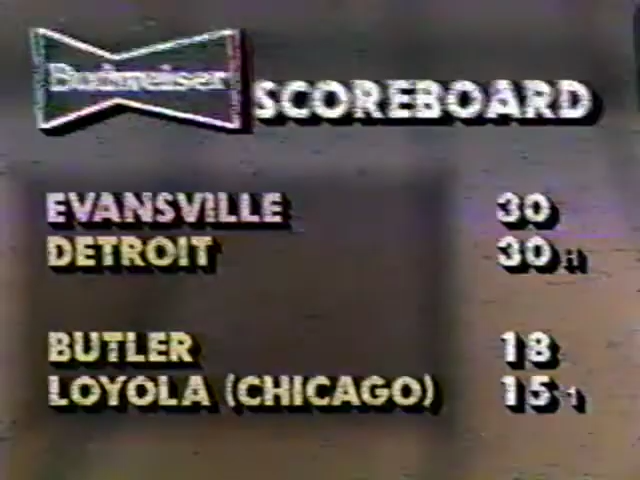 Budweiser SCOREBOARD
EVANSVILLE 30
DETROIT 30
BUTLER 18
LOYOLA (CHICAGO) 15